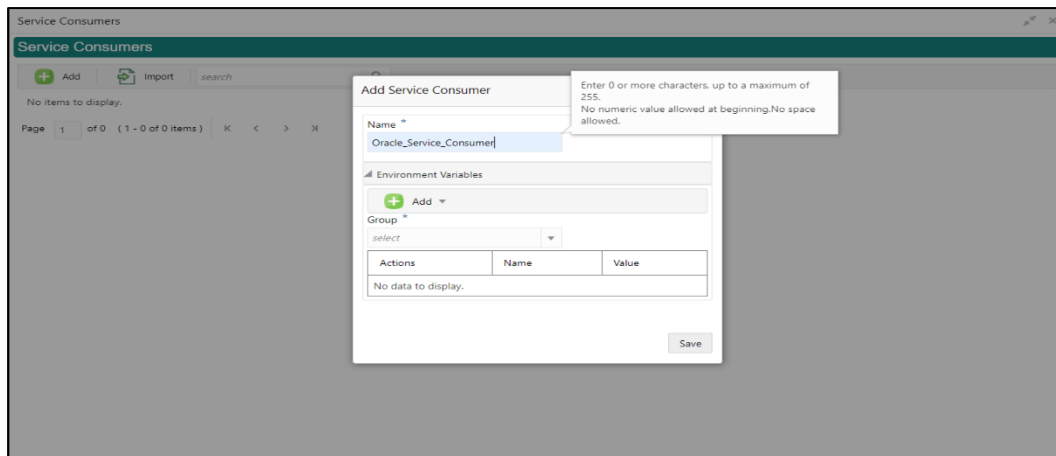 Service Consumers
Service Consumers
Add Import search
No items to display.
Page 1 of 0 (1 - 0 of 0 items)
Add Service Consumer
Enter 0 or more characters, up to a maximum of
255.
No numeric value allowed at beginning.No space
allowed.
Name *
Oracle_Service_Consumer
Environment Variables
Add
Group *
select
Actions Name Value
No data to display.
Save